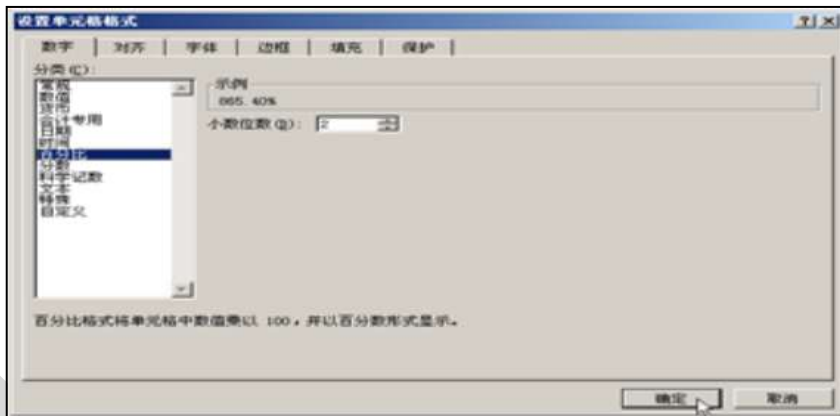 设置单元格格式
数字 对齐 字体 边框 填充 保护
分类(C):
常规
数值
货币
会计专用
日期
时间
百分比
分数
科学记数
文本
特殊
自定义
示例
865.40%
小数位数(D): 2
百分比格式将单元格中数值乘以 100，并以百分数形式显示。
确定 取消